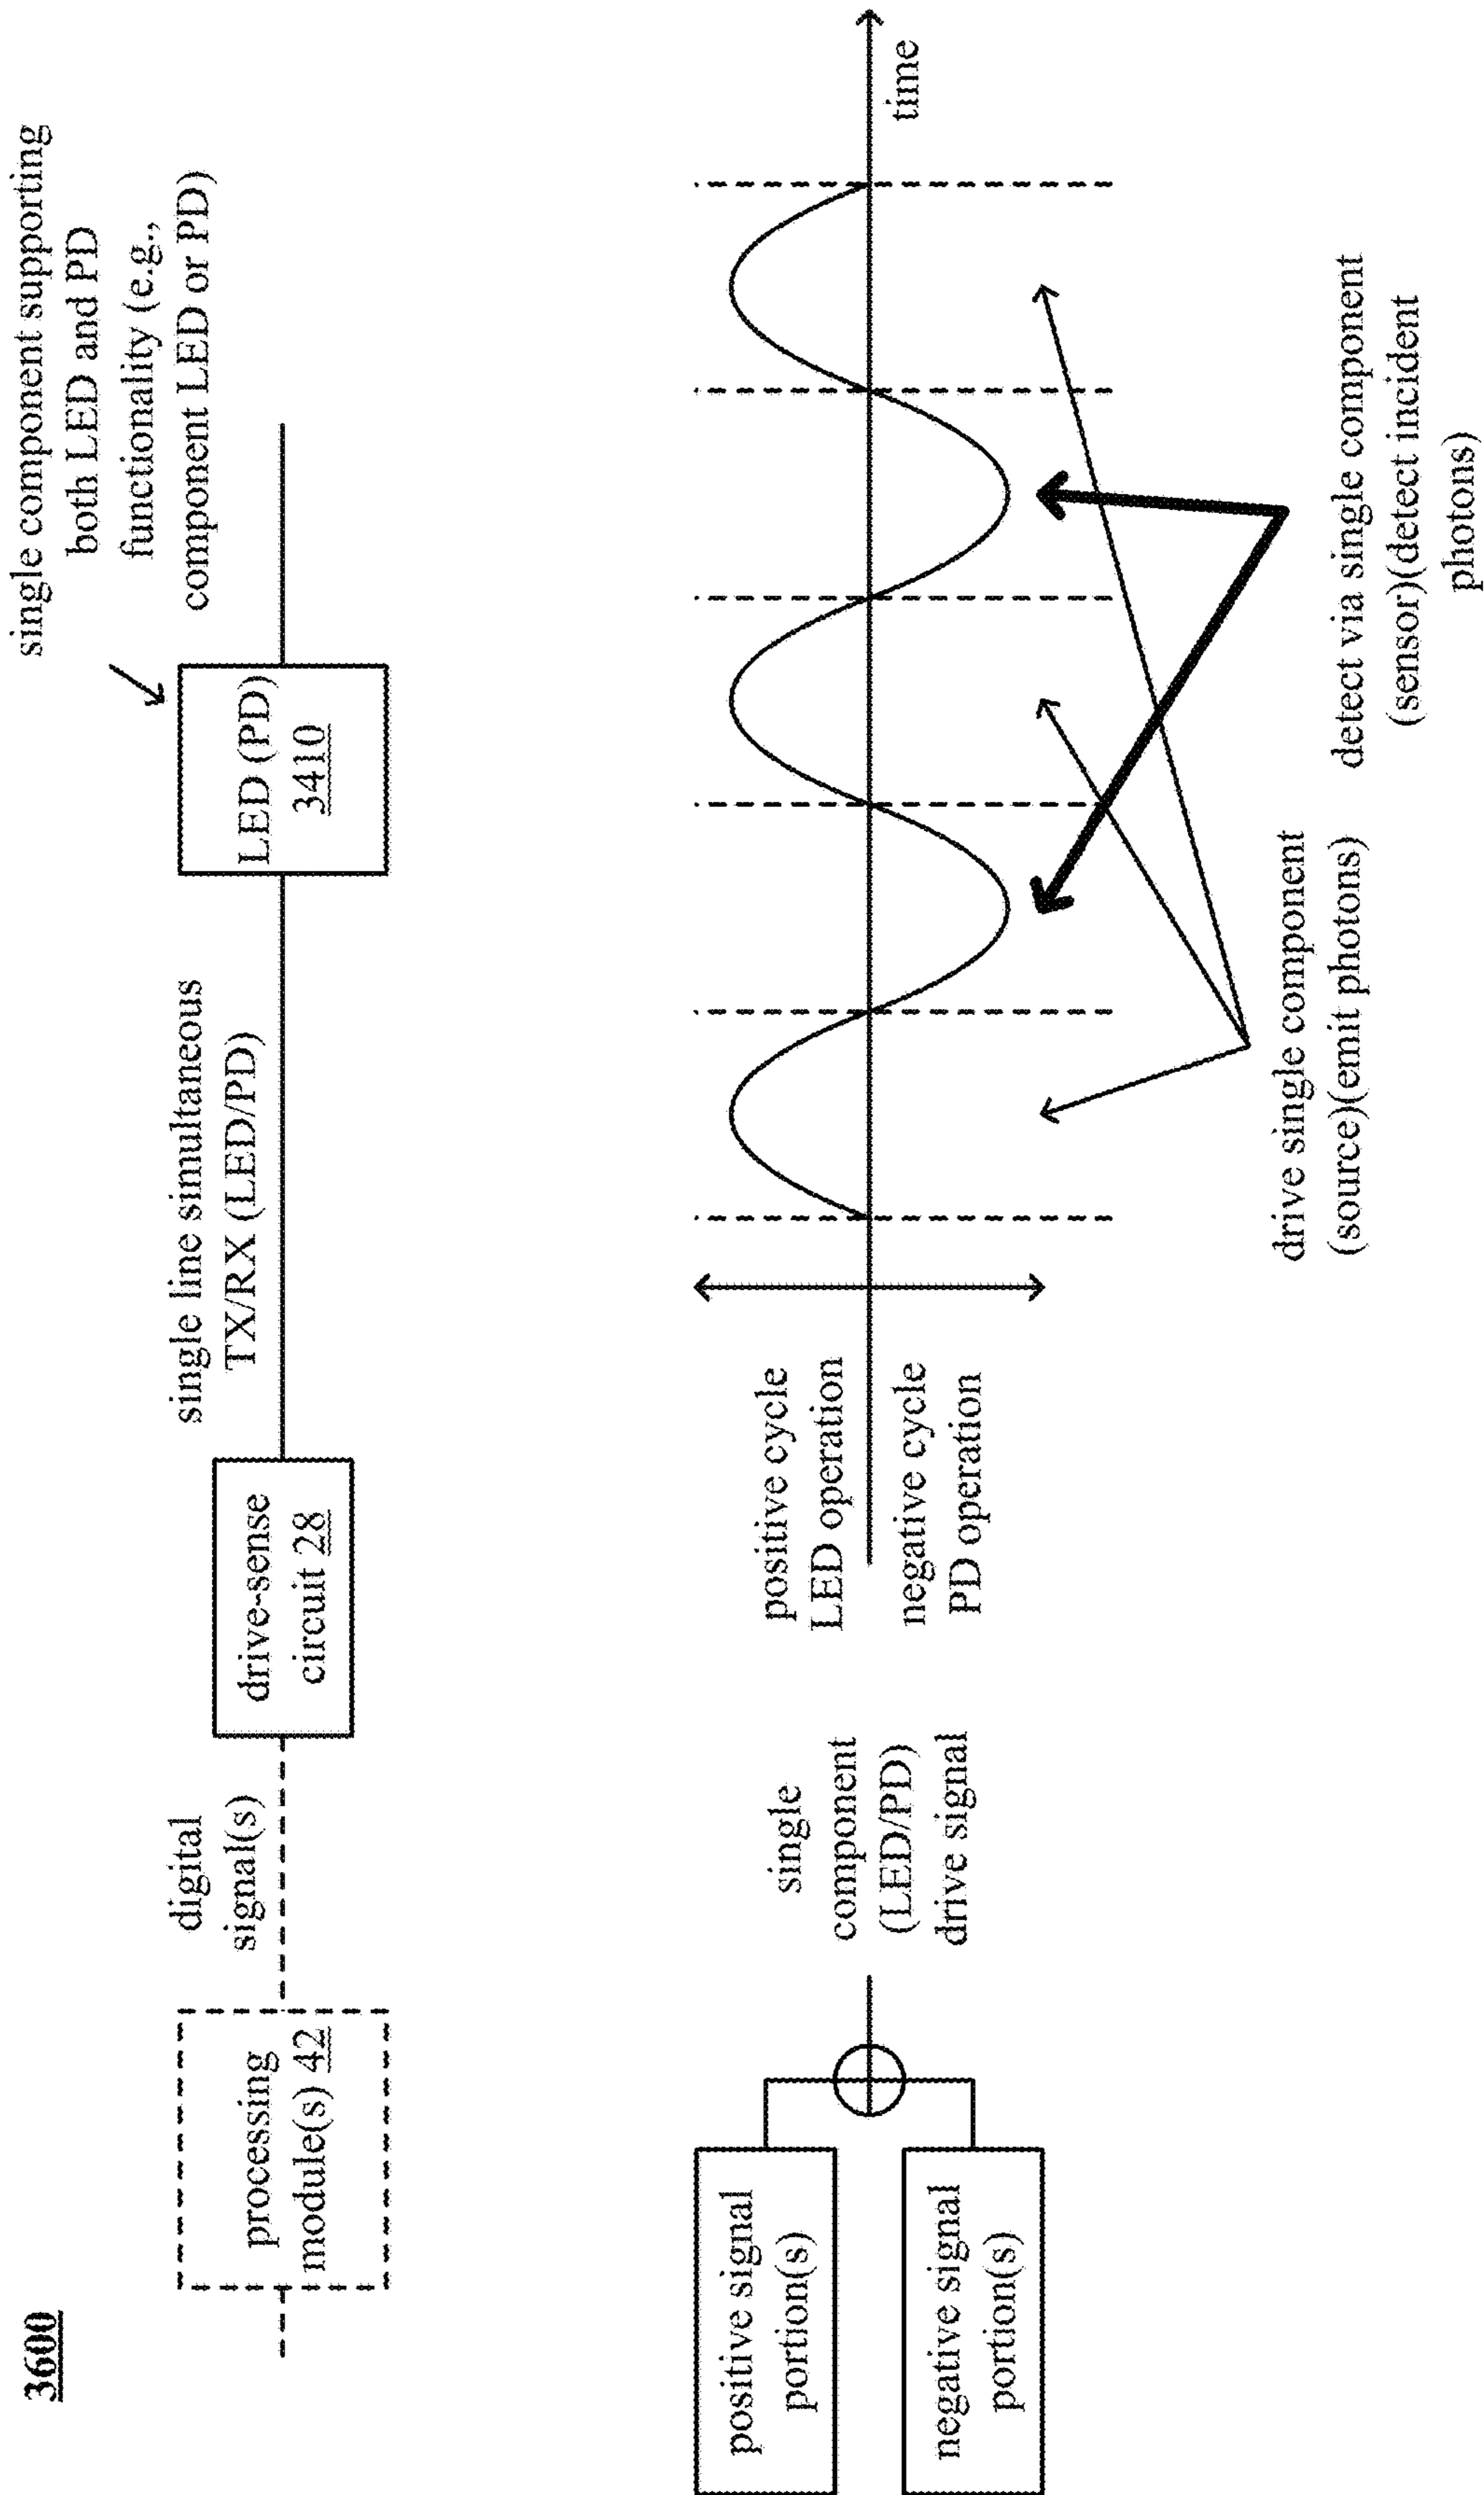 3600
processing
module(s) 42
digital
signal(s)
drive-sense
circuit 28
single line simultaneous
TX/RX (LED/PD)
LED (PD)
3410
single component supporting
both LED and PD
functionality (e.g.,
component LED or PD)
positive signal
portion(s)
negative signal
portion(s)
single
component
(LED/PD)
drive signal
positive cycle
LED operation
negative cycle
PD operation
time
drive single component
(source)(emit photons)
detect via single component
(sensor)(detect incident
photons)